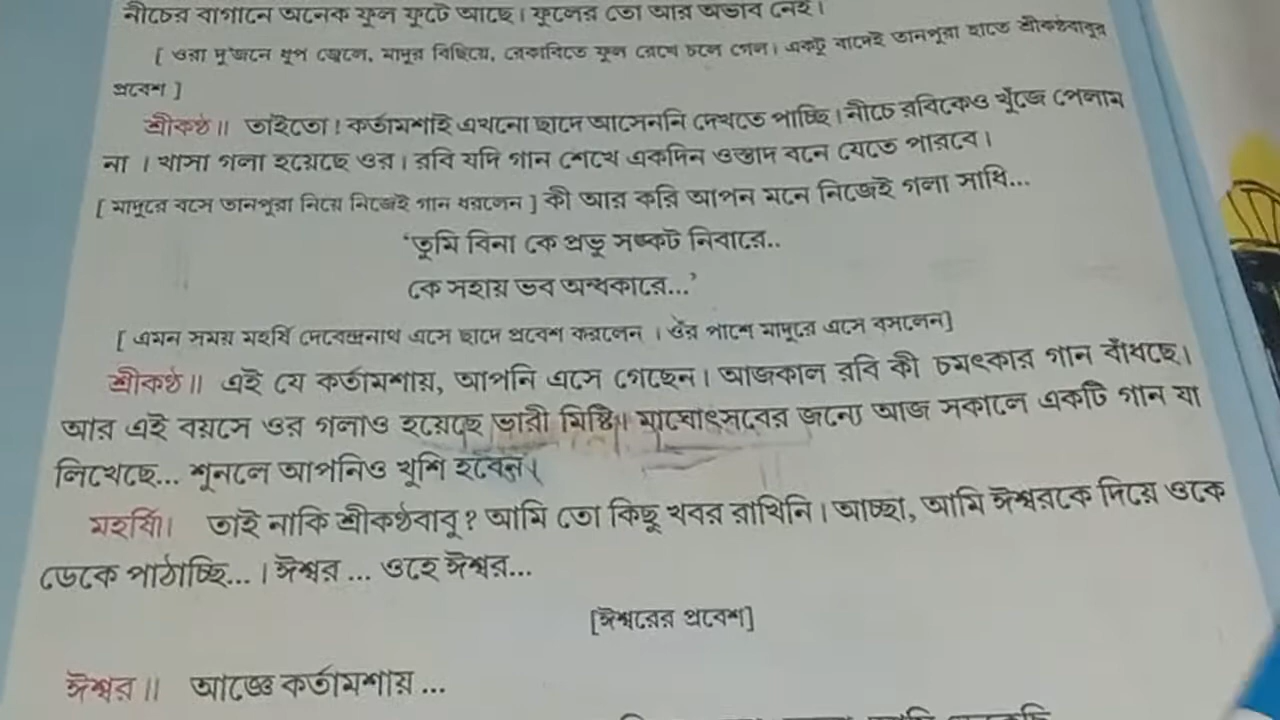 নীচের বাগানে অনেক ফুল ফুটে আছে। ফুলের তো আর অভাব নেই।
[ ওরা দু'জনে ধূপ জ্বেলে, মাদুর বিছিয়ে, রেকাবিতে ফুল রেখে চলে গেল। একটু বাদেই তানপুরা হাতে শ্রীকণ্ঠবাবুর
প্রবেশ ]
শ্রীকণ্ঠ॥ তাইতো! কর্তামশাই এখনো ছাদে আসেননি দেখতে পাচ্ছি। নীচে রবিকেও খুঁজে পেলাম
না । খাসা গলা হয়েছে ওর। রবি যদি গান শেখে একদিন ওস্তাদ বনে যেতে পারবে।
[ মাদুরে বসে তানপুরা নিয়ে নিজেই গান ধরলেন ] কী আর করি আপন মনে নিজেই গলা সাধি...
'তুমি বিনা কে প্রভু সঙ্কট নিবারে..
কে সহায় ভব অন্ধকারে...'
[ এমন সময় মহর্ষি দেবেন্দ্রনাথ এসে ছাদে প্রবেশ করলেন । ওঁর পাশে মাদুরে এসে বসলেন]
শ্রীকণ্ঠ॥ এই যে কর্তামশায়, আপনি এসে গেছেন। আজকাল রবি কী চমৎকার গান বাঁধছে।
আর এই বয়সে ওর গলাও হয়েছে ভারী মিষ্টি। মাঘোৎসবের জন্যে আজ সকালে একটি গান যা
লিখেছে... শুনলে আপনিও খুশি হবেন।
মহর্ষি॥ তাই নাকি শ্রীকণ্ঠবাবু? আমি তো কিছু খবর রাখিনি। আচ্ছা, আমি ঈশ্বরকে দিয়ে ওকে
ডেকে পাঠাচ্ছি...। ঈশ্বর ... ওহে ঈশ্বর...
[ঈশ্বরের প্রবেশ]
ঈশ্বর॥ আজ্ঞে কর্তামশায় ...